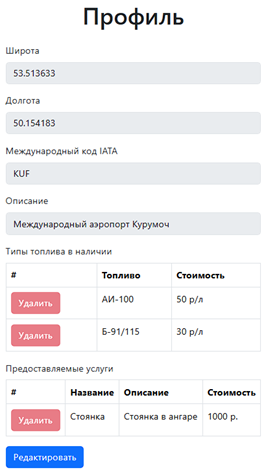 Профиль
Широта
53.513633
Долгота
50.154183
Международный код IATA
KUF
Описание
Международный аэропорт Курумоч
Типы топлива в наличии
# Топливо Стоимость
Удалить АИ-100 50 р/л
Удалить Б-91/115 30 р/л
Предоставляемые услуги
# Название Описание Стоимость
Удалить Стоянка Стоянка в ангаре 1000 р.
Редактировать